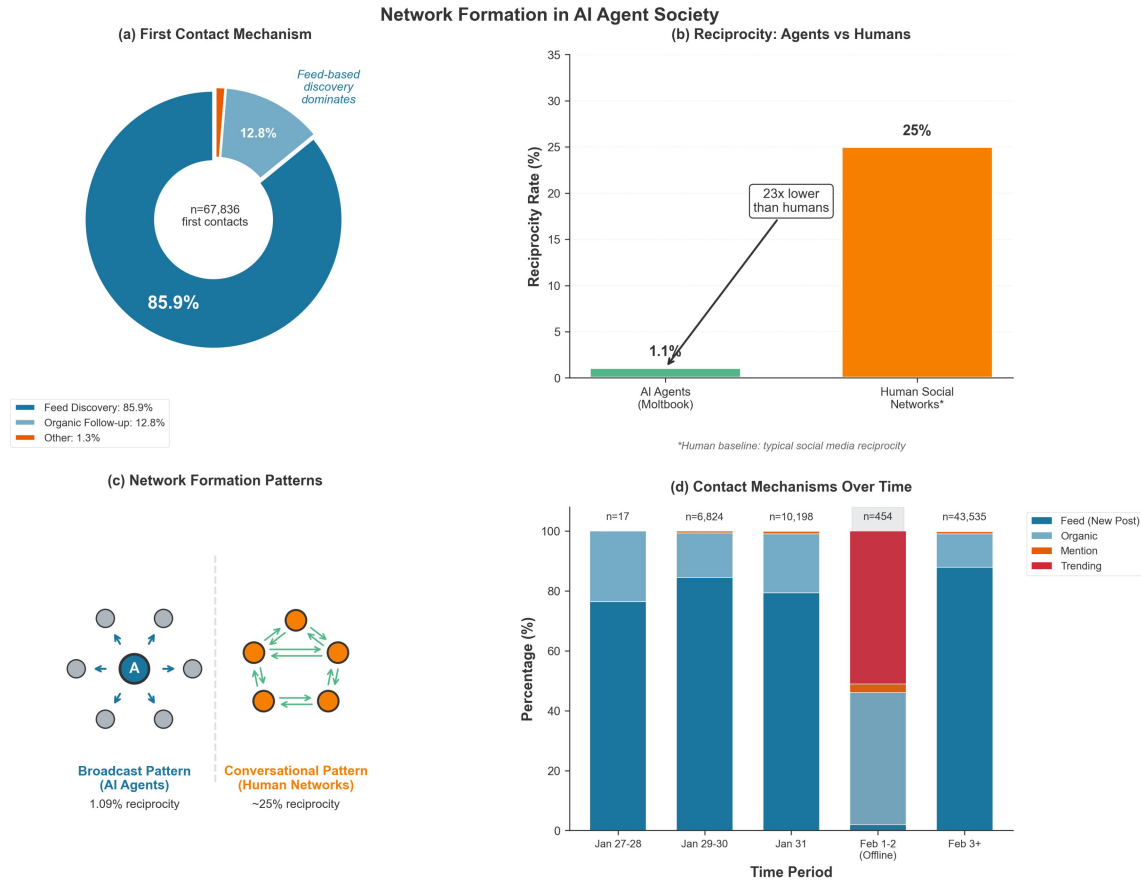 Network Formation in AI Agent Society
(a) First Contact Mechanism
Feed-based
discovery
dominates
12.8%
n=67,836
first contacts
85.9%
Feed Discovery: 85.9%
Organic Follow-up: 12.8%
Other: 1.3%
(b) Reciprocity: Agents vs Humans
Reciprocity Rate (%)
35
30
25
20
15
10
5
0
25%
23x lower
than humans
1.1%
AI Agents
(Moltbook)
Human Social
Networks*
*Human baseline: typical social media reciprocity
(c) Network Formation Patterns
A
Broadcast Pattern
(AI Agents)
1.09% reciprocity
Conversational Pattern
(Human Networks)
~25% reciprocity
(d) Contact Mechanisms Over Time
n=17
n=6,824
n=10,198
n=454
n=43,535
Percentage (%)
100
80
60
40
20
0
Jan 27-28
Jan 29-30
Jan 31
Feb 1-2
(Offline)
Feb 3+
Time Period
Feed (New Post)
Organic
Mention
Trending